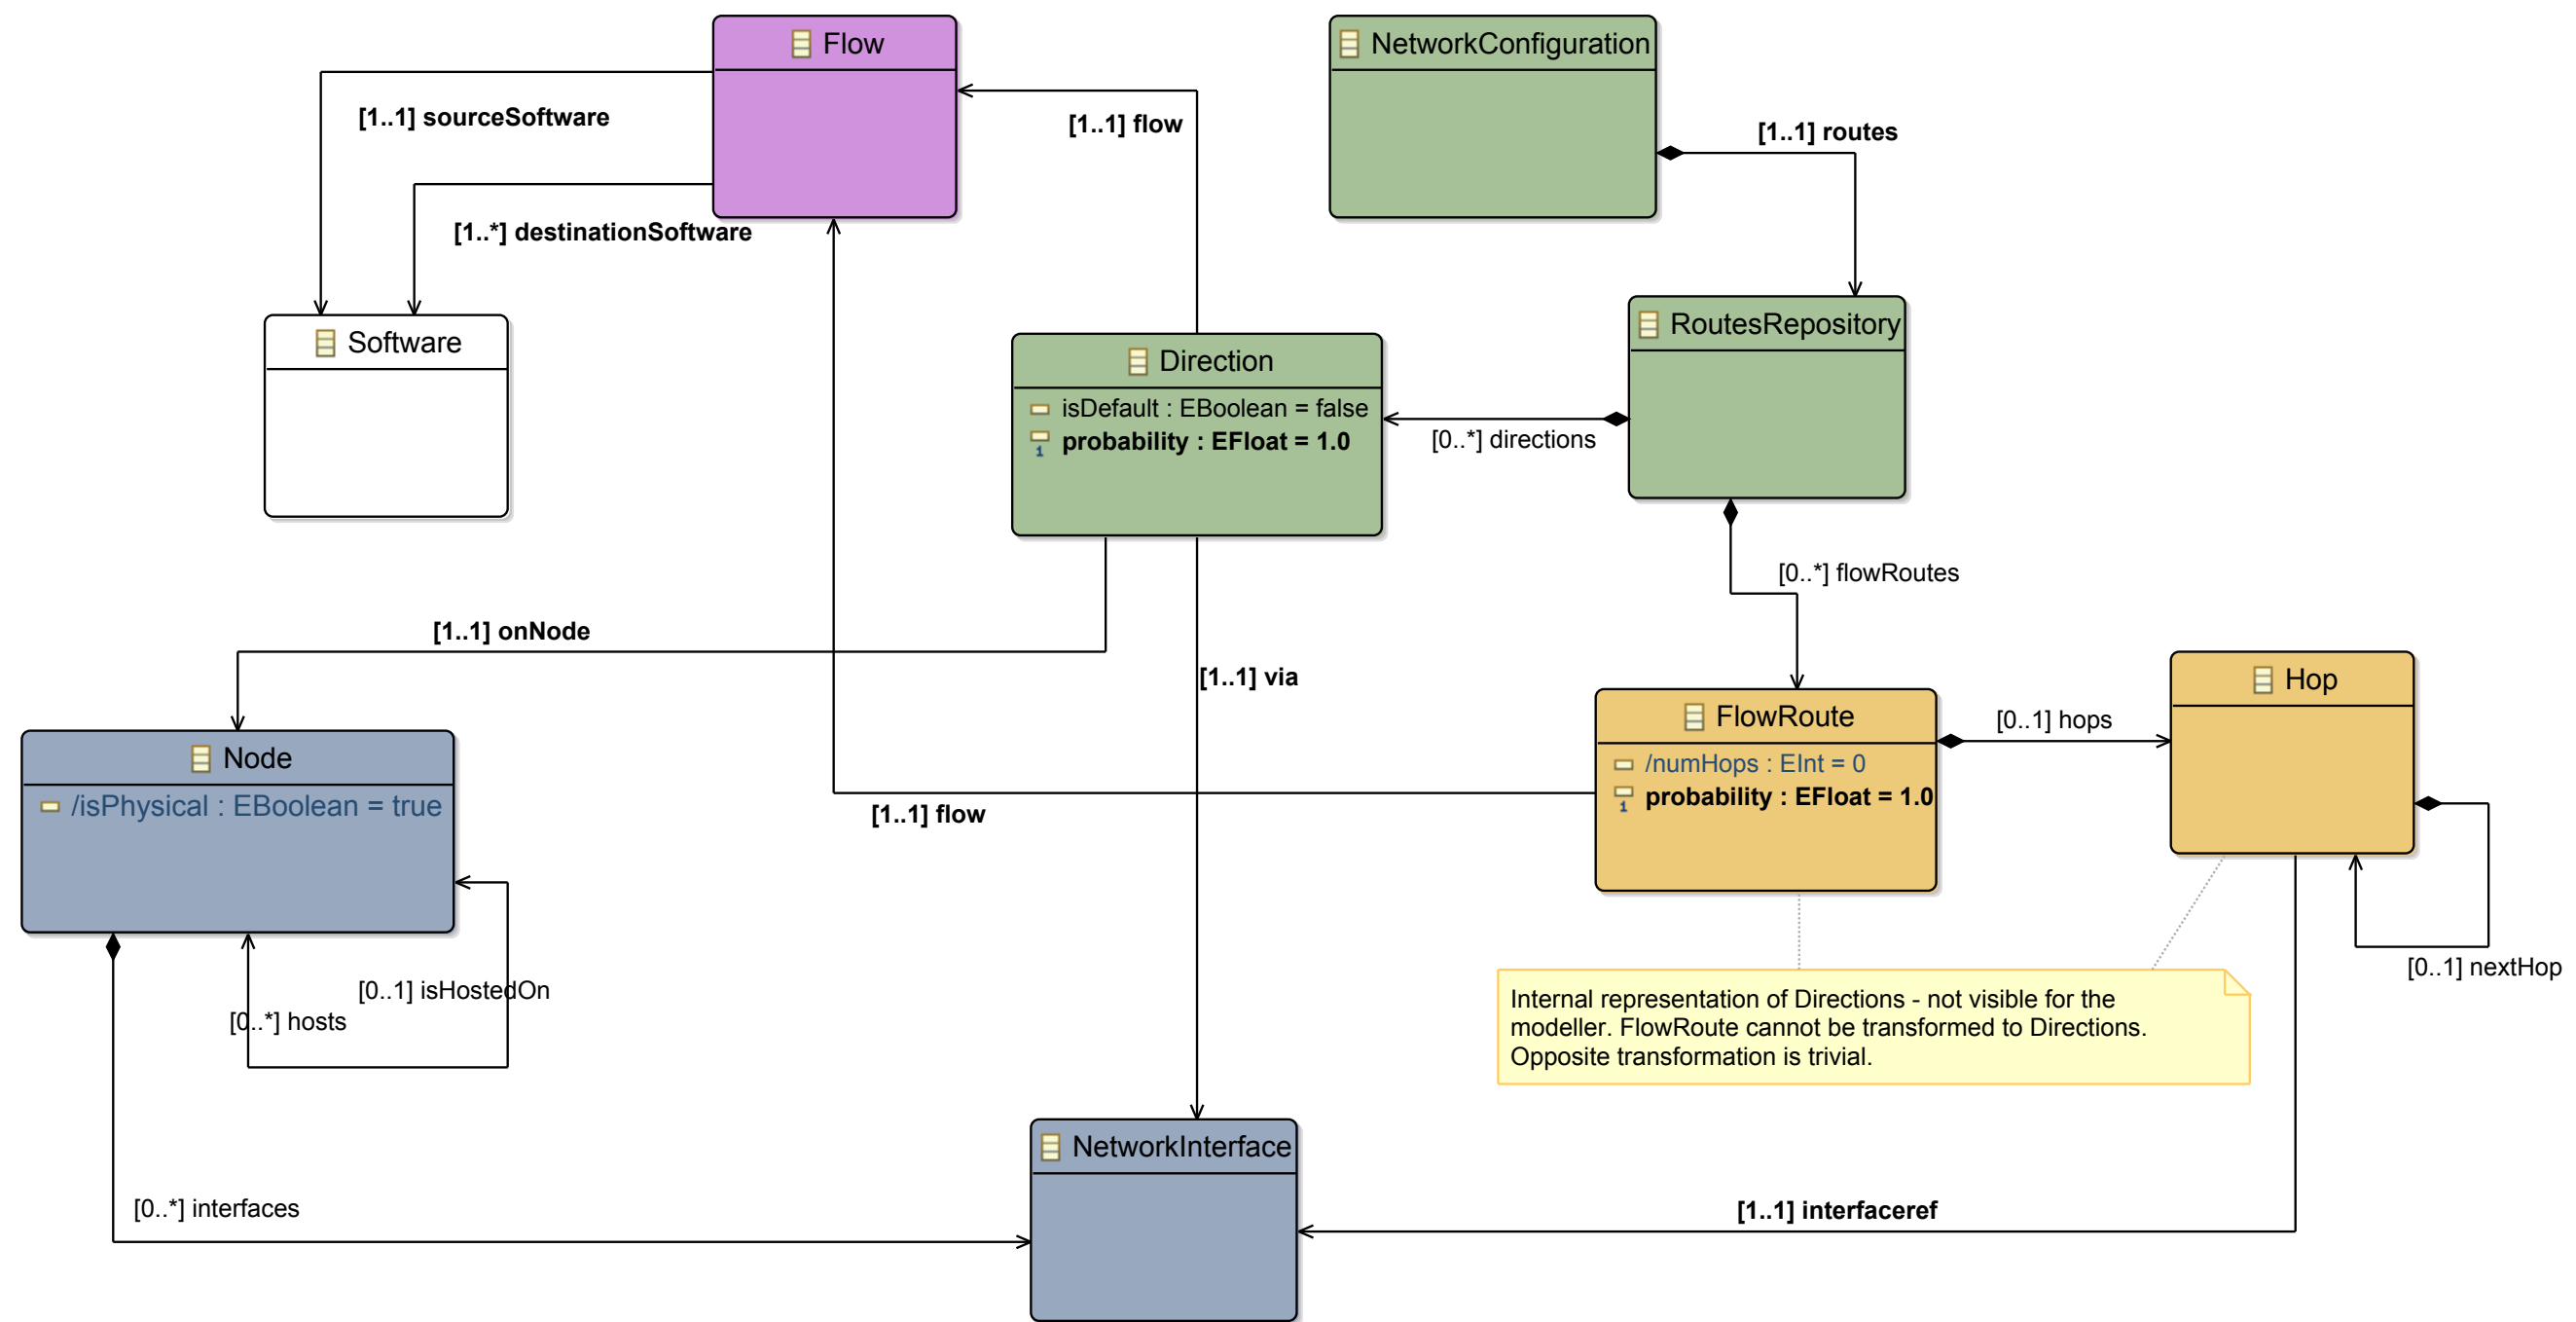 Flow
NetworkConfiguration
[1..1] sourceSoftware
[1..1] flow
[1..1] routes
[1..*] destinationSoftware
Software
Direction
isDefault : EBoolean = false
probability : EFloat = 1.0
RoutesRepository
[0..*] directions
[0..*] flowRoutes
[1..1] onNode
[1..1] via
Node
/isPhysical : EBoolean = true
FlowRoute
/numHops : EInt = 0
probability : EFloat = 1.0
[0..1] hops
Hop
[1..1] flow
[0..1] nextHop
[0..1] isHostedOn
[0..*] hosts
Internal representation of Directions - not visible for the
modeller. FlowRoute cannot be transformed to Directions.
Opposite transformation is trivial.
NetworkInterface
[0..*] interfaces
[1..1] interfaceref